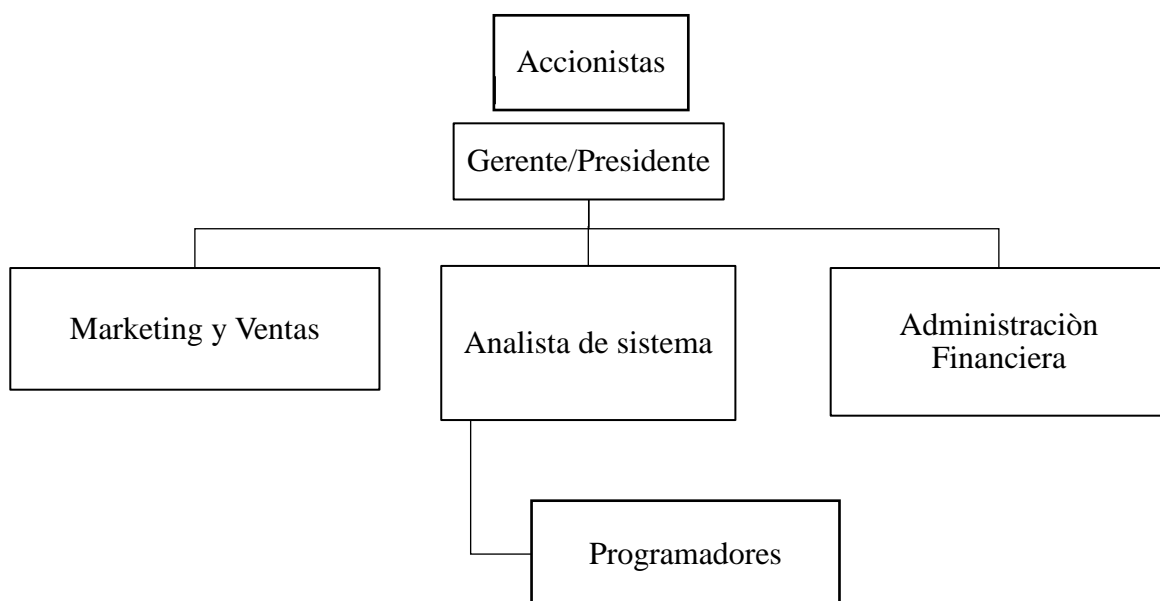 Accionistas
Gerente/Presidente
Marketing y Ventas
Analista de sistema
Administraciòn
Financiera
Programadores